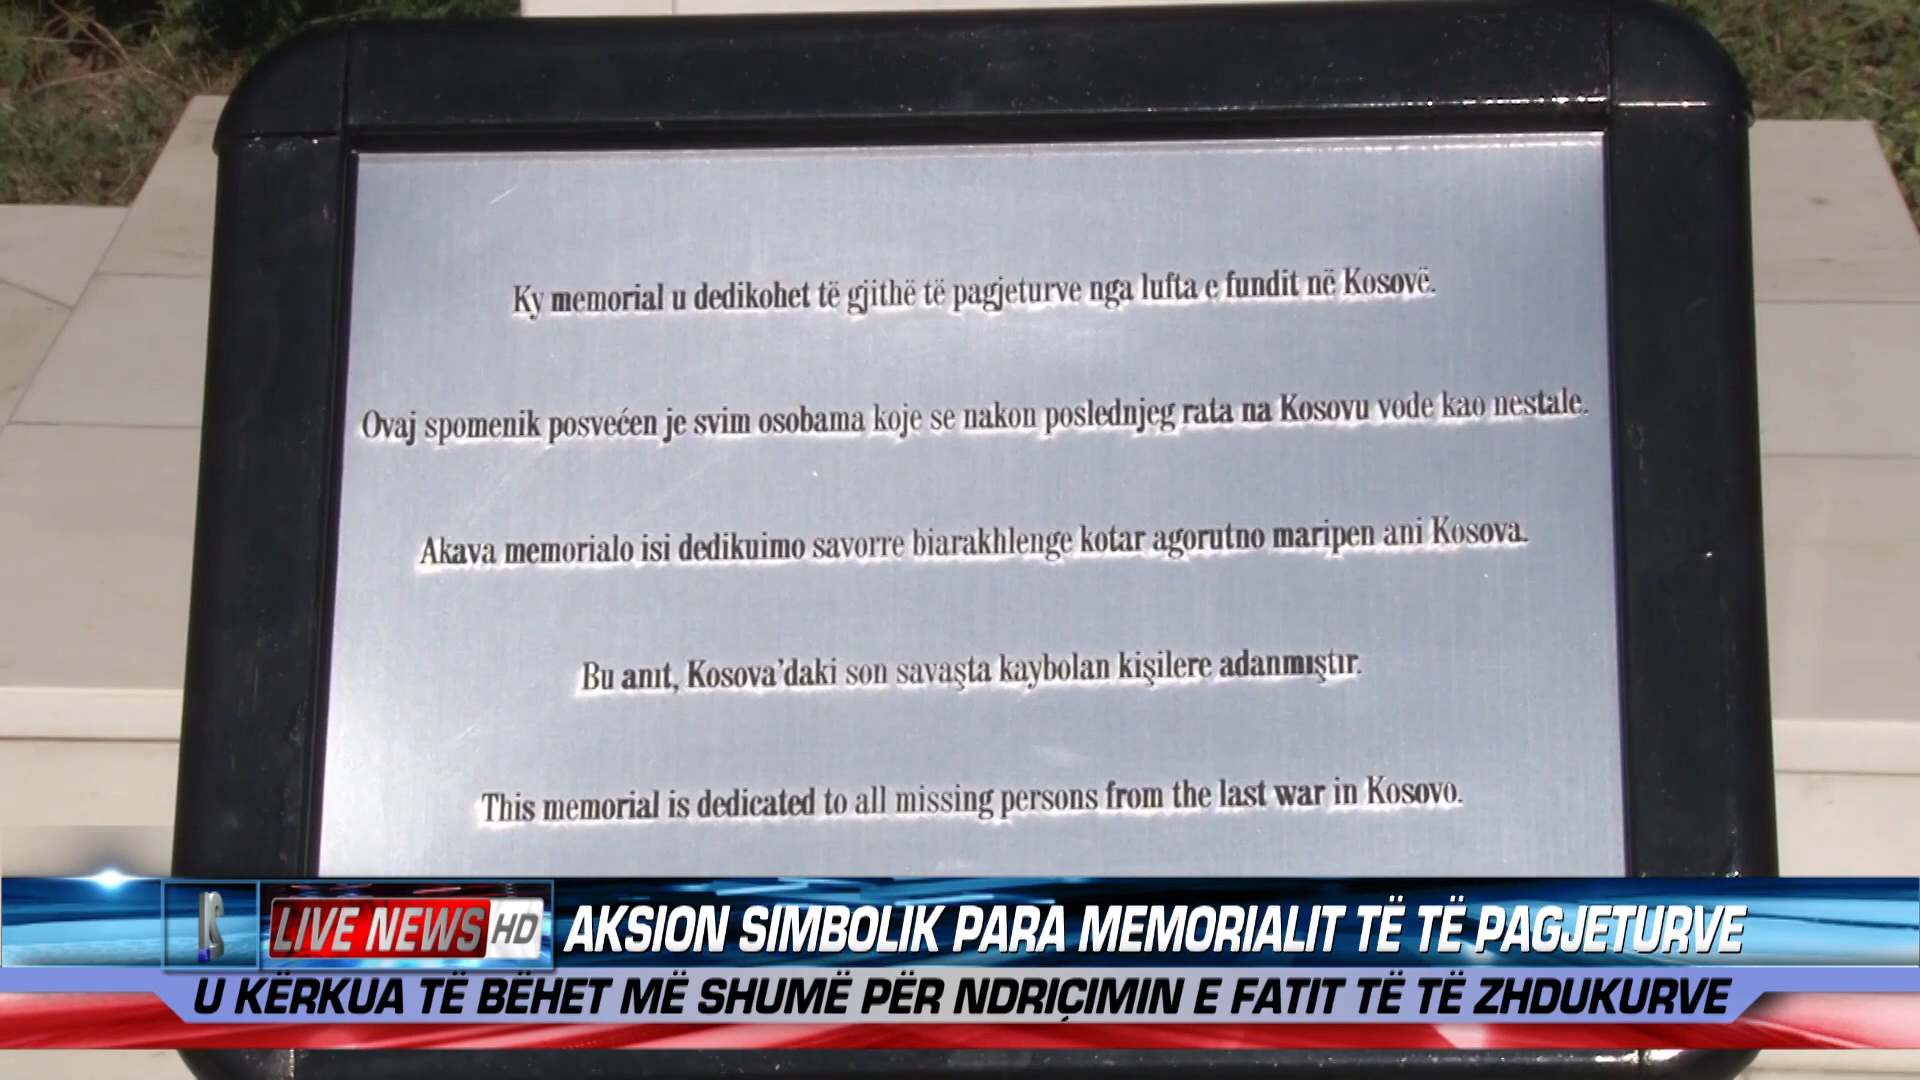 Ky memorial u dedikohet të gjithë të pagjeturve nga lufta e fundit në Kosovë.
Ovaj spomenik posvećen je svim osobama koje se nakon poslednjeg rata na Kosovu vode kao nestale.
Akava memorialo isi dedikuimo savorre biarakhlenge kotar agorutno maripen ani Kosova.
Bu anıt, Kosova'daki son savaşta kaybolan kişilere adanmıştır.
This memorial is dedicated to all missing persons from the last war in Kosovo.
LIVE NEWS HD AKSION SIMBOLIK PARA MEMORIALIT TË TË PAGJETURVE
U KËRKUA TË BËHET MË SHUMË PËR NDRIÇIMIN E FATIT TË TË ZHDUKURVE